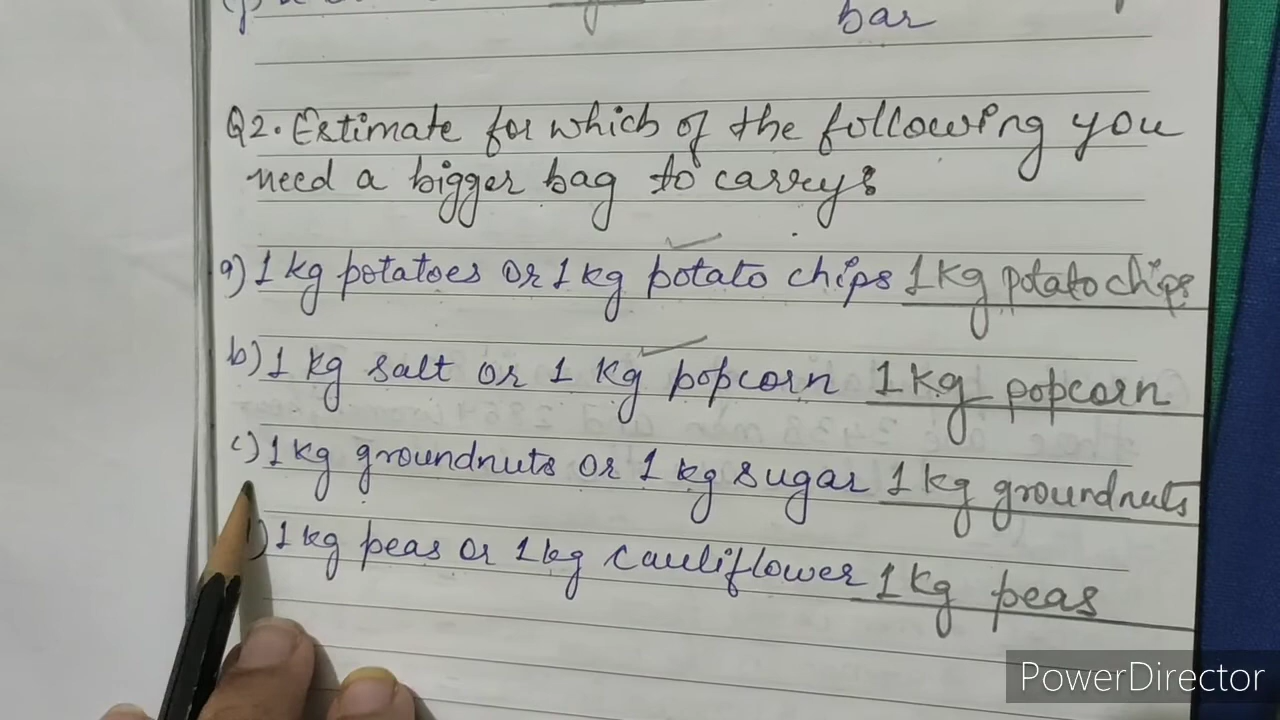 bar
Q2. Estimate for which of the following you
need a bigger bag to carry:
a) 1 kg potatoes or 1 kg potato chips 1 kg potato chips
b) 1 kg salt or 1 kg popcorn 1 kg popcorn
c) 1 kg groundnuts or 1 kg sugar 1 kg groundnuts
1 kg peas or 1 kg cauliflower 1 kg peas
PowerDirector